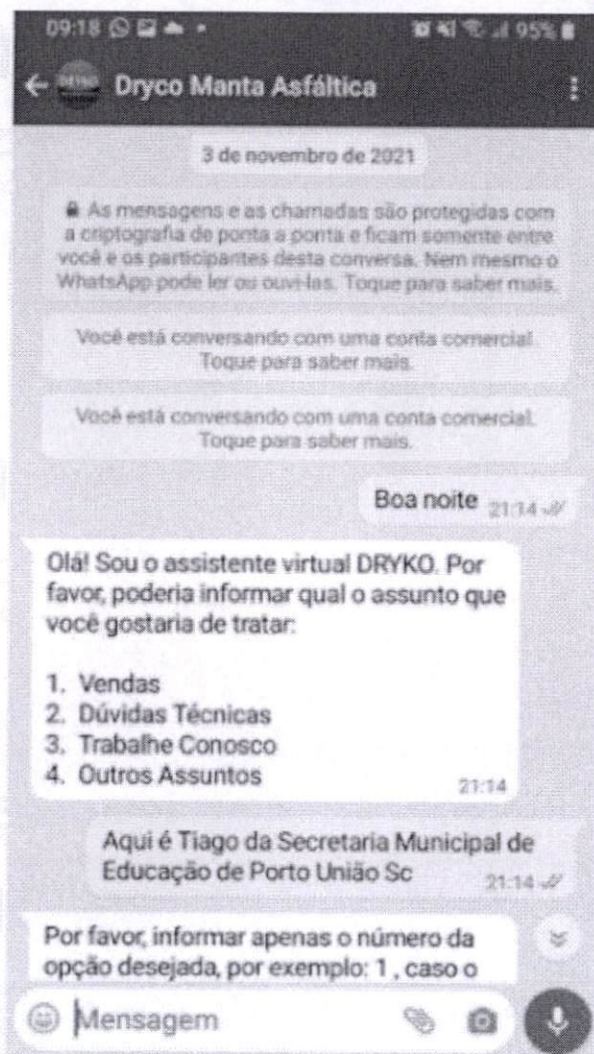 09:18 95%
Dryco Manta Asfáltica
3 de novembro de 2021
As mensagens e as chamadas são protegidas com
a criptografia de ponta a ponta e ficam somente entre
você e os participantes desta conversa. Nem mesmo o
WhatsApp pode ler ou ouvi-las. Toque para saber mais.
Você está conversando com uma conta comercial.
Toque para saber mais.
Você está conversando com uma conta comercial.
Toque para saber mais.
Boa noite 21:14
Olá! Sou o assistente virtual DRYKO. Por
favor, poderia informar qual o assunto que
você gostaria de tratar:
1. Vendas
2. Dúvidas Técnicas
3. Trabalhe Conosco
4. Outros Assuntos
21:14
Aqui é Tiago da Secretaria Municipal de
Educação de Porto União Sc
21:14
Por favor, informar apenas o número da
opção desejada, por exemplo: 1 , caso o
Mensagem